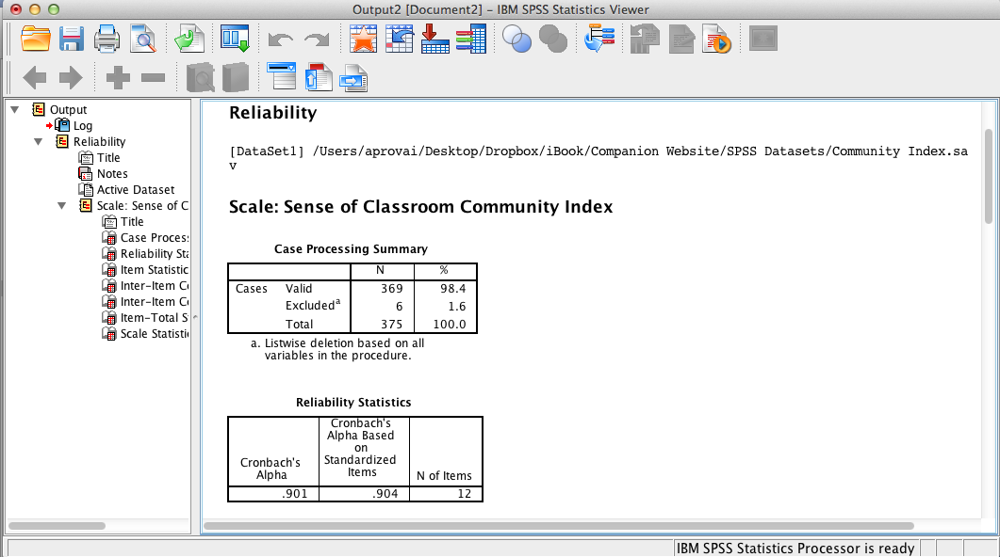 Output2 [Document2] – IBM SPSS Statistics Viewer
Output
Log
Reliability
Title
Notes
Active Dataset
Scale: Sense of C
Title
Case Process
Reliability Sta
Item Statistic
Inter-Item Co
Inter-Item Co
Item-Total S
Scale Statisti
Reliability
[DataSet1] /Users/aprovai/Desktop/Dropbox/iBook/Companion Website/SPSS Datasets/Community Index.sa
v
Scale: Sense of Classroom Community Index
Case Processing Summary
N %
Cases Valid 369 98.4
Excludedª 6 1.6
Total 375 100.0
a. Listwise deletion based on all
variables in the procedure.
Reliability Statistics
Cronbach's
Alpha
Cronbach's
Alpha Based
on
Standardized
Items
N of Items
.901 .904 12
IBM SPSS Statistics Processor is ready